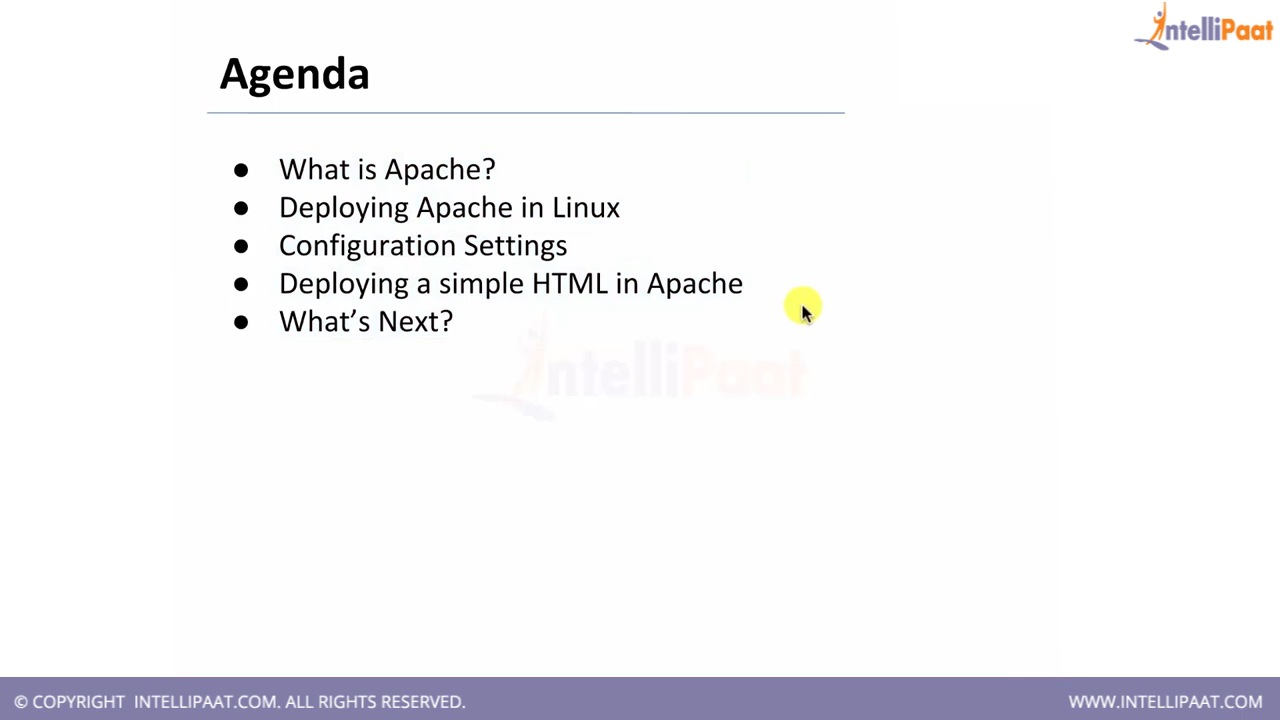 IntelliPaat
Agenda
● What is Apache?
● Deploying Apache in Linux
● Configuration Settings
● Deploying a simple HTML in Apache
● What’s Next?
IntelliPaat
© COPYRIGHT INTELLIPAAT.COM. ALL RIGHTS RESERVED.
WWW.INTELLIPAAT.COM